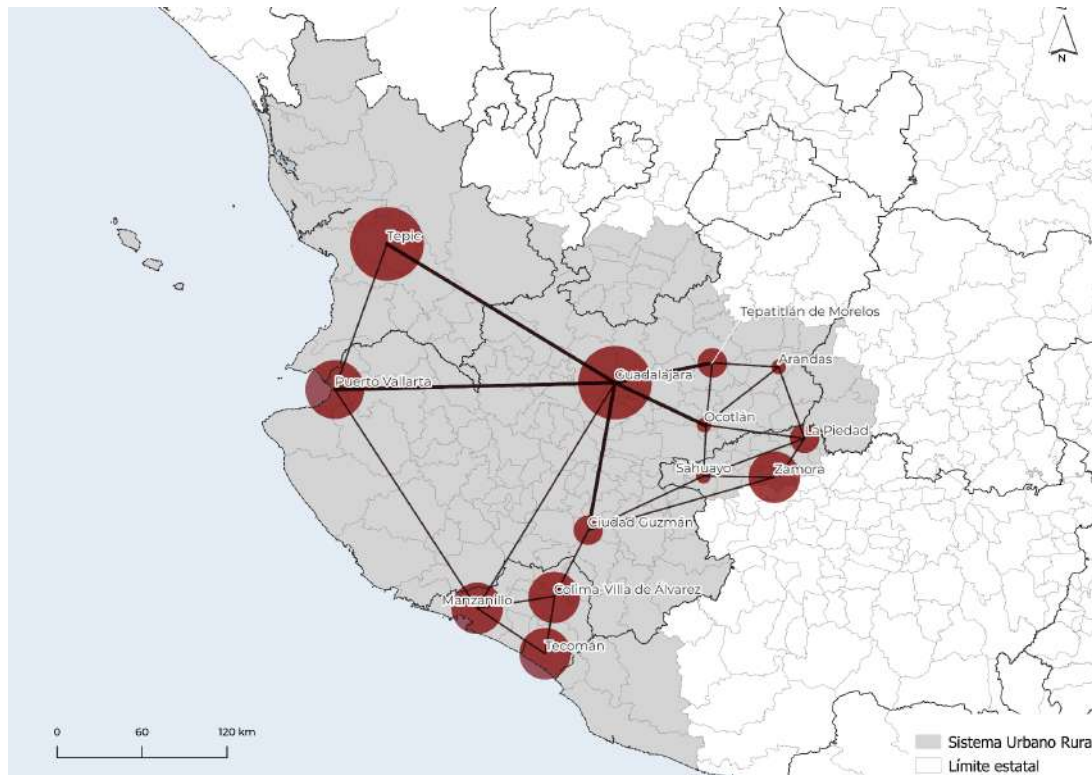 N
Tepic
Tepatitlán de Morelos
Guadalajara
Arandas
Puerto Vallarta
Ocotlán
La Piedad
Sahuayo
Zamora
Ciudad Guzmán
Colima-Villa de Álvarez
Manzanillo
Tecomán
0 60 120 km
Sistema Urbano Rura
Límite estatal